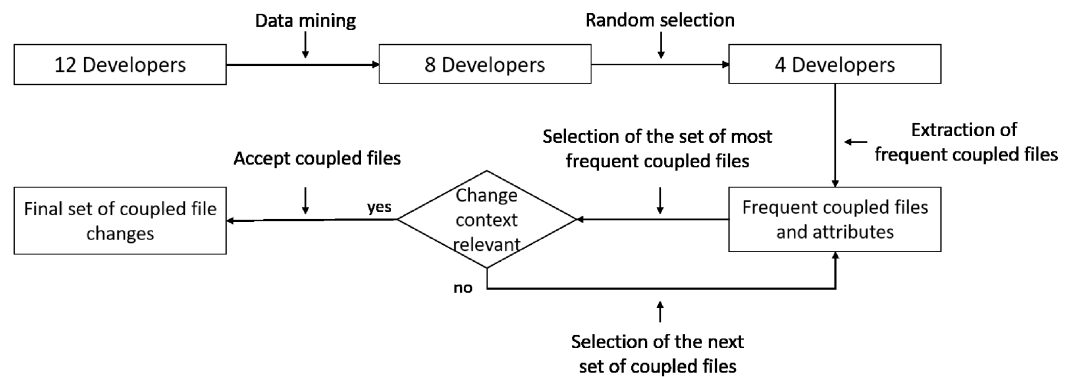 Data mining
Random selection
12 Developers
8 Developers
4 Developers
Extraction of
frequent coupled files
Selection of the set of most
frequent coupled files
Accept coupled files
Final set of coupled file
changes
yes
Change
context
relevant
Frequent coupled files
and attributes
no
Selection of the next
set of coupled files